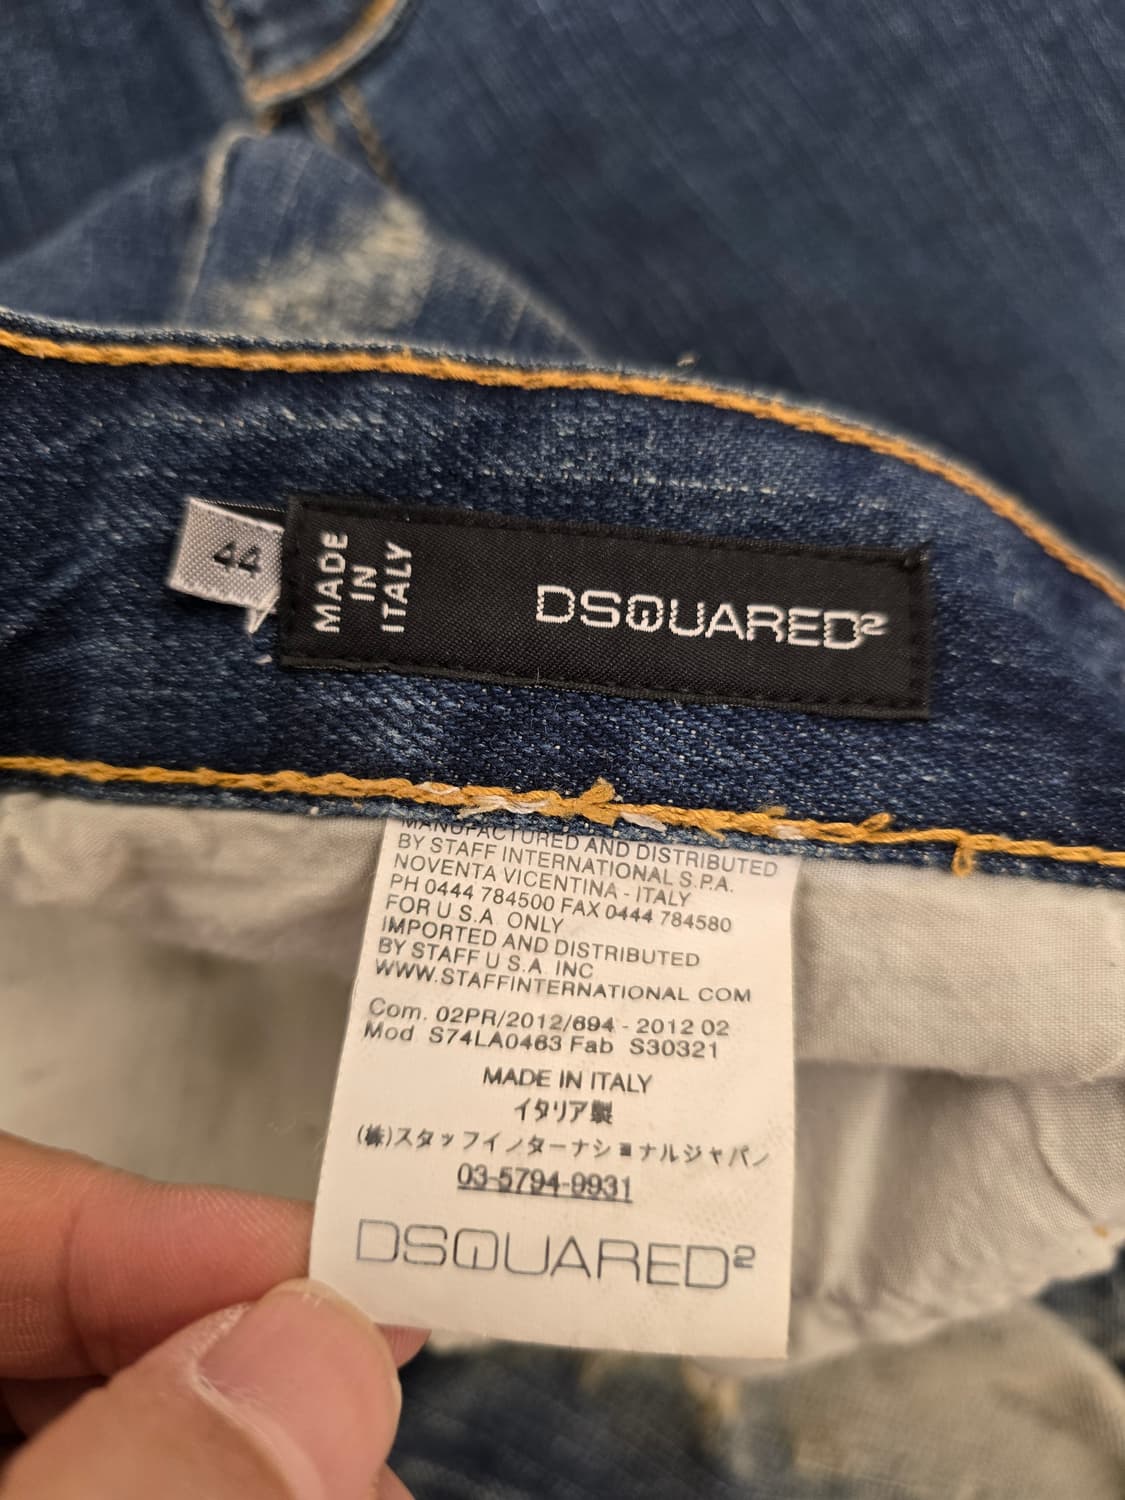 44
MADE
IN
ITALY
DSQUARED2
MANUFACTURED AND DISTRIBUTED
BY STAFF INTERNATIONAL S.P.A.
NOVENTA VICENTINA - ITALY
PH 0444 784500 FAX 0444 784580
FOR U.S.A ONLY
IMPORTED AND DISTRIBUTED
BY STAFF U S.A. INC
WWW.STAFFINTERNATIONAL COM
Com. 02PR/2012/694 - 2012 02
Mod S74LA0463 Fab S30321
MADE IN ITALY
イタリア製
(株)スタッフインターナショナルジャパン
03-5794-9931
DSQUARED2